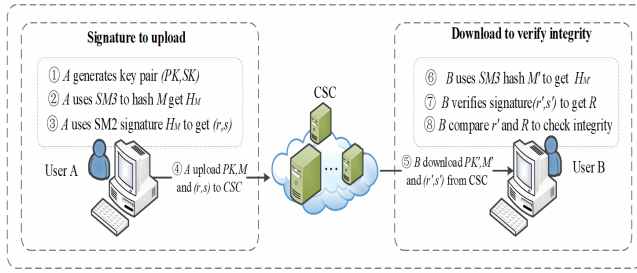 Signature to upload
① A generates key pair (PK,SK)
② A uses SM3 to hash M get HM
③ A uses SM2 signature HM to get (r,s)
User A
④ A upload PK,M
and (r,s) to CSC
CSC
...
⑤ B download PK',M'
and (r',s') from CSC
Download to verify integrity
⑥ B uses SM3 hash M' to get HM
⑦ B verifies signature(r',s') to get R
⑧ B compare r' and R to check integrity
User B